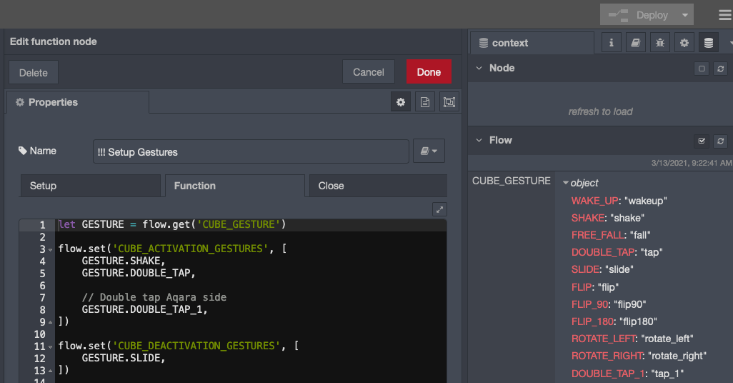 Deploy
Edit function node
Delete
Cancel
Done
Properties
Name
!!! Setup Gestures
Setup
Function
Close
1 let GESTURE = flow.get('CUBE_GESTURE')
2
3 flow.set('CUBE_ACTIVATION_GESTURES', [
4 GESTURE.SHAKE,
5 GESTURE.DOUBLE_TAP,
6
7 // Double tap Aqara side
8 GESTURE.DOUBLE_TAP_1,
9 ])
10
11 flow.set('CUBE_DEACTIVATION_GESTURES', [
12 GESTURE.SLIDE,
13 ])
14
context
Node
refresh to load
Flow
3/13/2021, 9:22:41 AM
CUBE_GESTURE
object
WAKE_UP: "wakeup"
SHAKE: "shake"
FREE_FALL: "fall"
DOUBLE_TAP: "tap"
SLIDE: "slide"
FLIP: "flip"
FLIP_90: "flip90"
FLIP_180: "flip180"
ROTATE_LEFT: "rotate_left"
ROTATE_RIGHT: "rotate_right"
DOUBLE_TAP_1: "tap_1"